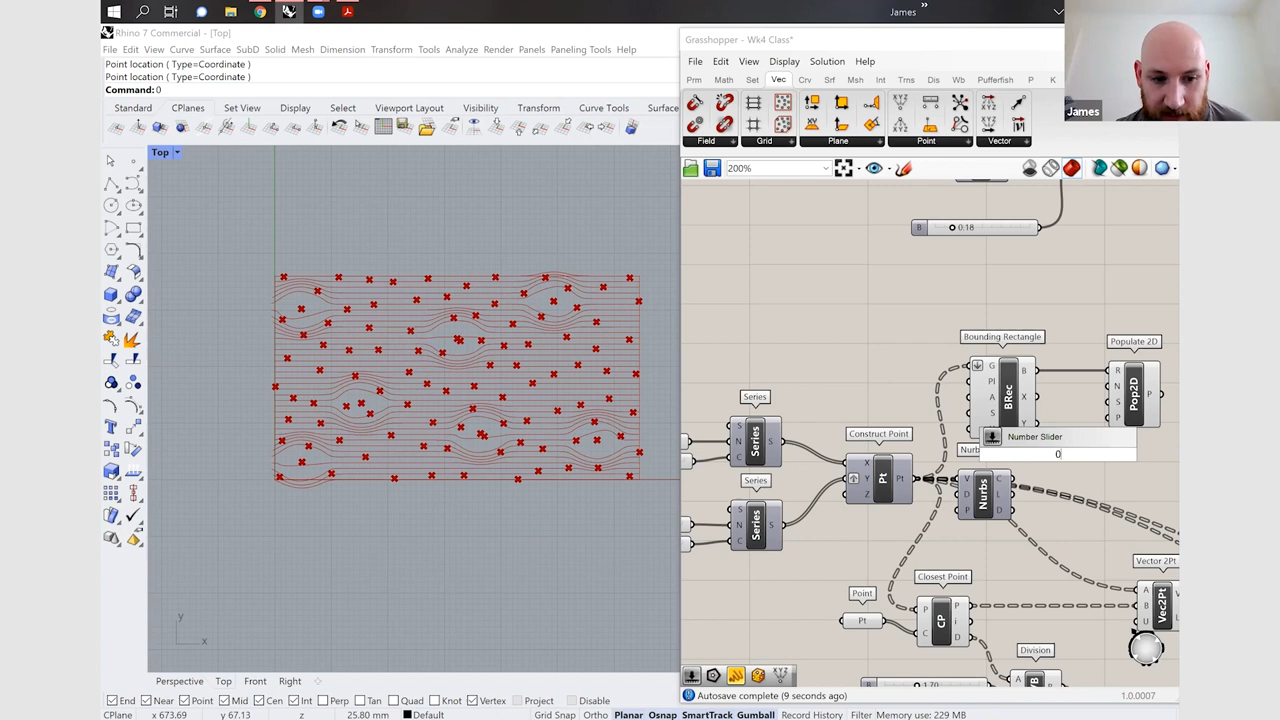 James
Rhino 7 Commercial - [Top]
File Edit View Curve Surface SubD Solid Mesh Dimension Transform Tools Analyze Render Panels Paneling Tools Help
Point location ( Type=Coordinate )
Point location ( Type=Coordinate )
Command: 0
Standard CPlanes Set View Display Select Viewport Layout Visibility Transform Curve Tools Surface
Top
y
x
Perspective Top Front Right
End Near Point Mid Cen Int Perp Tan Quad Knot Vertex Project Disable
CPlane x 673.69 y 67.13 z 25.80 mm Default Grid Snap Ortho Planar Osnap SmartTrack Gumball Record History Filter Memory use: 229 MB
Grasshopper - Wk4 Class*
File Edit View Display Solution Help
Prm Math Set Vec Crv Srf Msh Int Trns Dis Wb Pufferfish P K
Field Grid Plane Point Vector
200%
B 0.18
Bounding Rectangle
G
Pl
A
S
BRec
B
X
Y
Populate 2D
R
N
S
P
Pop2D
P
Number Slider
0
Series
S
N
C
Series
S
Series
S
N
C
Series
S
Construct Point
X
Y
Z
Pt
Pt
V
D
P
Nurbs
C
L
D
Closest Point
P
C
CP
P
i
D
Point
Pt
Vector 2Pt
A
B
U
Vec2Pt
Division
A
1.70
Autosave complete (9 seconds ago)
1.0.0007
James